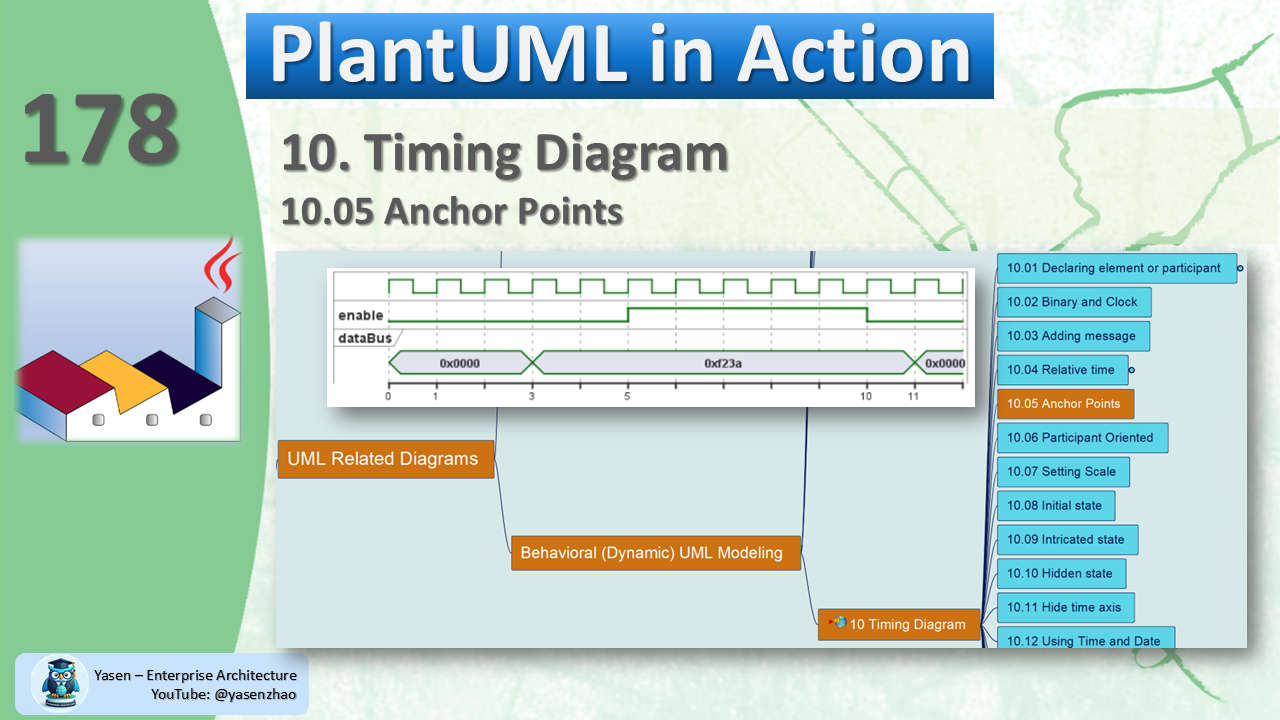 PlantUML in Action
178
10. Timing Diagram
10.05 Anchor Points
enable
dataBus
0x0000
0xf23a
0x0000
0 1 3 5 10 11
UML Related Diagrams
Behavioral (Dynamic) UML Modeling
10 Timing Diagram
10.01 Declaring element or participant
10.02 Binary and Clock
10.03 Adding message
10.04 Relative time
10.05 Anchor Points
10.06 Participant Oriented
10.07 Setting Scale
10.08 Initial state
10.09 Intricated state
10.10 Hidden state
10.11 Hide time axis
10.12 Using Time and Date
Yasen – Enterprise Architecture
YouTube: @yasenzhao